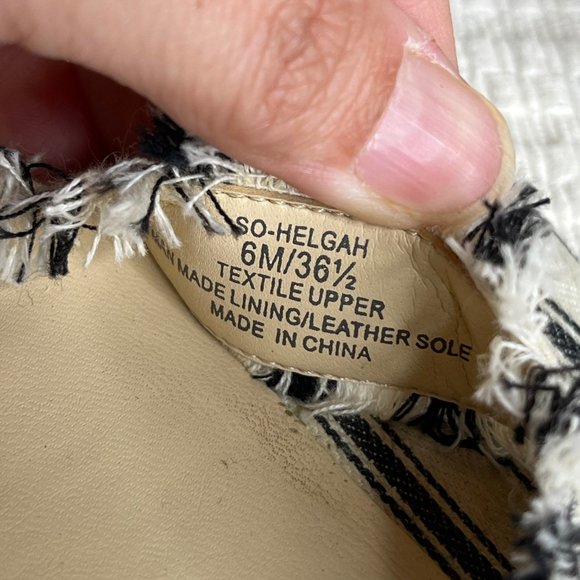 SO-HELGAH
6M/36½
TEXTILE UPPER
MADE LINING/LEATHER SOLE
MADE IN CHINA